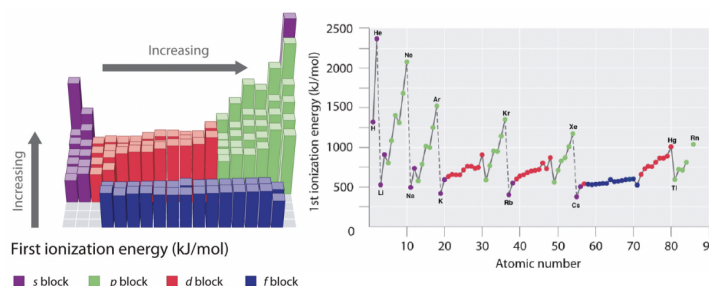 Increasing
Increasing
First ionization energy (kJ/mol)
s block
p block
d block
f block
1st ionization energy (kJ/mol)
2500
2000
1500
1000
500
0
He
Ne
H
Ar
Kr
Xe
Hg
Rn
Li
Na
K
Rb
Cs
Tl
10
20
30
40
50
60
70
80
9
Atomic number